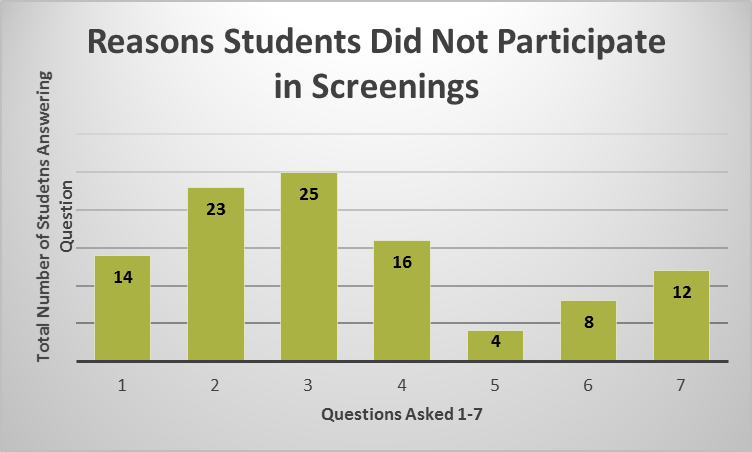 Reasons Students Did Not Participate
in Screenings
Total Number of Studetns Answering
Question
14
23
25
16
4
8
12
1
2
3
4
5
6
7
Questions Asked 1-7